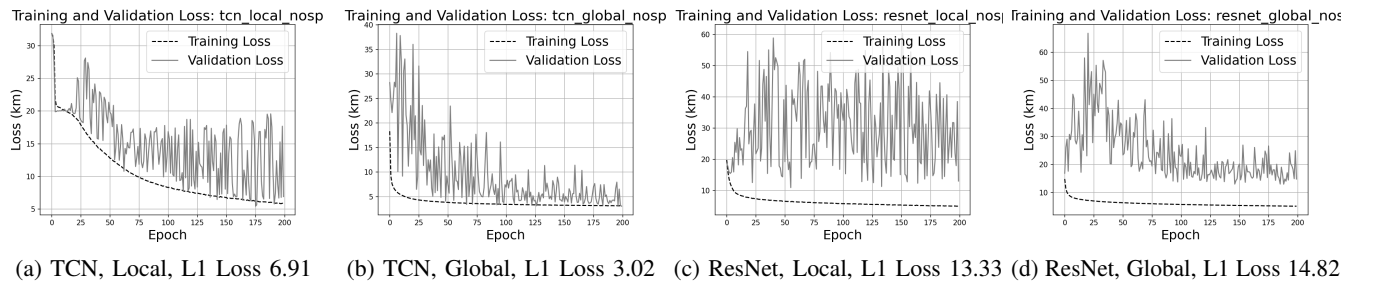 Training and Validation Loss: tcn_local_nosp
Training Loss
Validation Loss
Loss (km)
30
25
20
15
10
5
0 25 50 75 100 125 150 175 200
Epoch
(a) TCN, Local, L1 Loss 6.91
Training and Validation Loss: tcn_global_nosp
Training Loss
Validation Loss
Loss (km)
40
35
30
25
20
15
10
5
0 25 50 75 100 125 150 175 200
Epoch
(b) TCN, Global, L1 Loss 3.02
Training and Validation Loss: resnet_local_nosp
Training Loss
Validation Loss
Loss (km)
60
50
40
30
20
10
0 25 50 75 100 125 150 175 200
Epoch
(c) ResNet, Local, L1 Loss 13.33
Training and Validation Loss: resnet_global_nos
Training Loss
Validation Loss
Loss (km)
60
50
40
30
20
10
0 25 50 75 100 125 150 175 200
Epoch
(d) ResNet, Global, L1 Loss 14.82